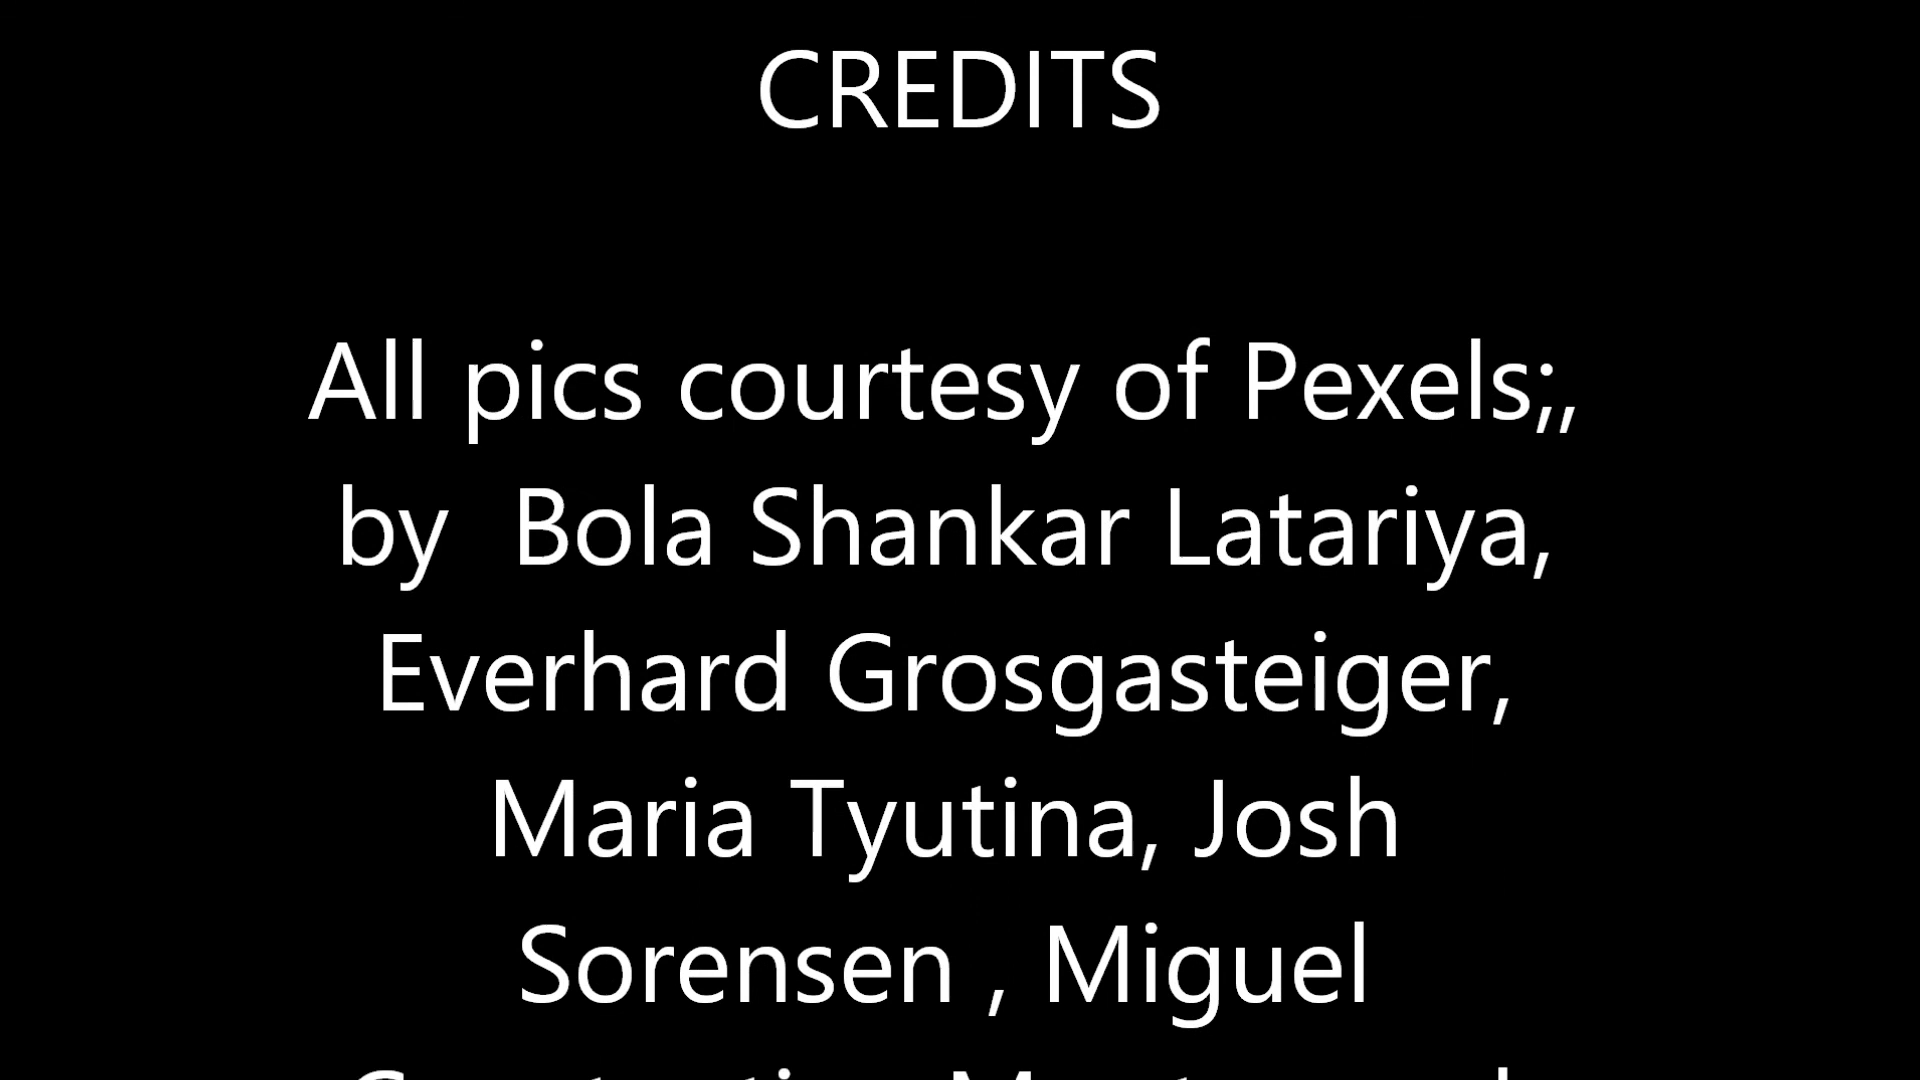 CREDITS
All pics courtesy of Pexels;,,
by  Bola Shankar Latariya,
Everhard Grosgasteiger,
Maria Tyutina, Josh
Sorensen , Miguel